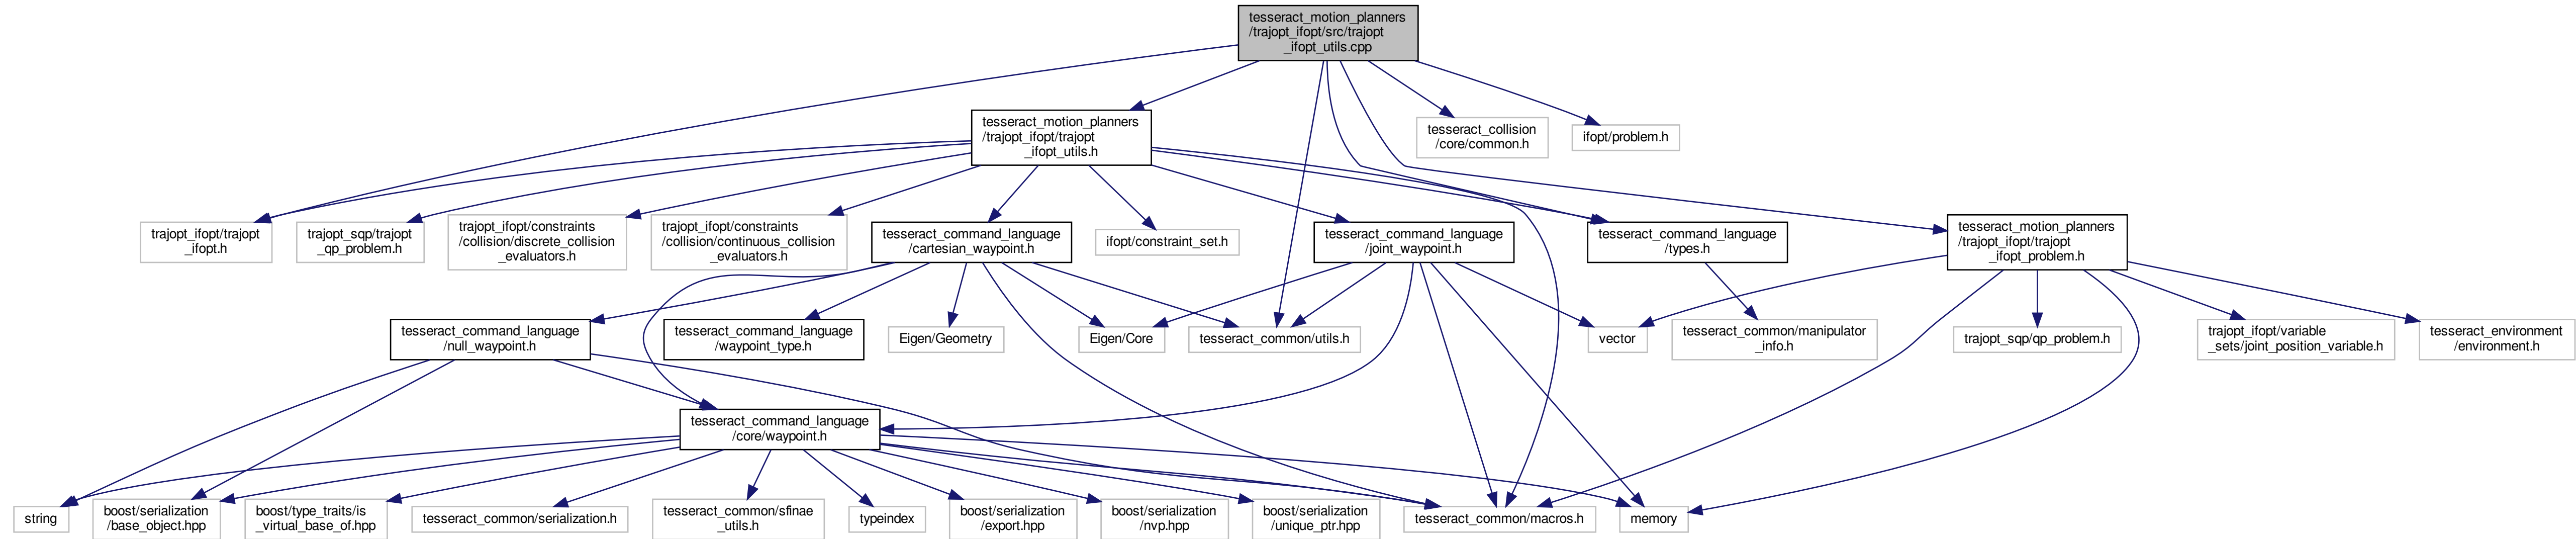 tesseract_motion_planners
/trajopt_ifopt/src/trajopt
_ifopt_utils.cpp
tesseract_motion_planners
/trajopt_ifopt/trajopt
_ifopt_utils.h
tesseract_collision
/core/common.h
ifopt/problem.h
trajopt_ifopt/trajopt
_ifopt.h
trajopt_sqp/trajopt
_qp_problem.h
trajopt_ifopt/constraints
/collision/discrete_collision
_evaluators.h
trajopt_ifopt/constraints
/collision/continuous_collision
_evaluators.h
tesseract_command_language
/cartesian_waypoint.h
ifopt/constraint_set.h
tesseract_command_language
/joint_waypoint.h
tesseract_command_language
/types.h
tesseract_motion_planners
/trajopt_ifopt/trajopt
_ifopt_problem.h
tesseract_command_language
/null_waypoint.h
tesseract_command_language
/waypoint_type.h
Eigen/Geometry
Eigen/Core
tesseract_common/utils.h
vector
tesseract_common/manipulator
_info.h
trajopt_sqp/qp_problem.h
trajopt_ifopt/variable
_sets/joint_position_variable.h
tesseract_environment
/environment.h
tesseract_command_language
/core/waypoint.h
string
boost/serialization
/base_object.hpp
boost/type_traits/is
_virtual_base_of.hpp
tesseract_common/serialization.h
tesseract_common/sfinae
_utils.h
typeindex
boost/serialization
/export.hpp
boost/serialization
/nvp.hpp
boost/serialization
/unique_ptr.hpp
tesseract_common/macros.h
memory